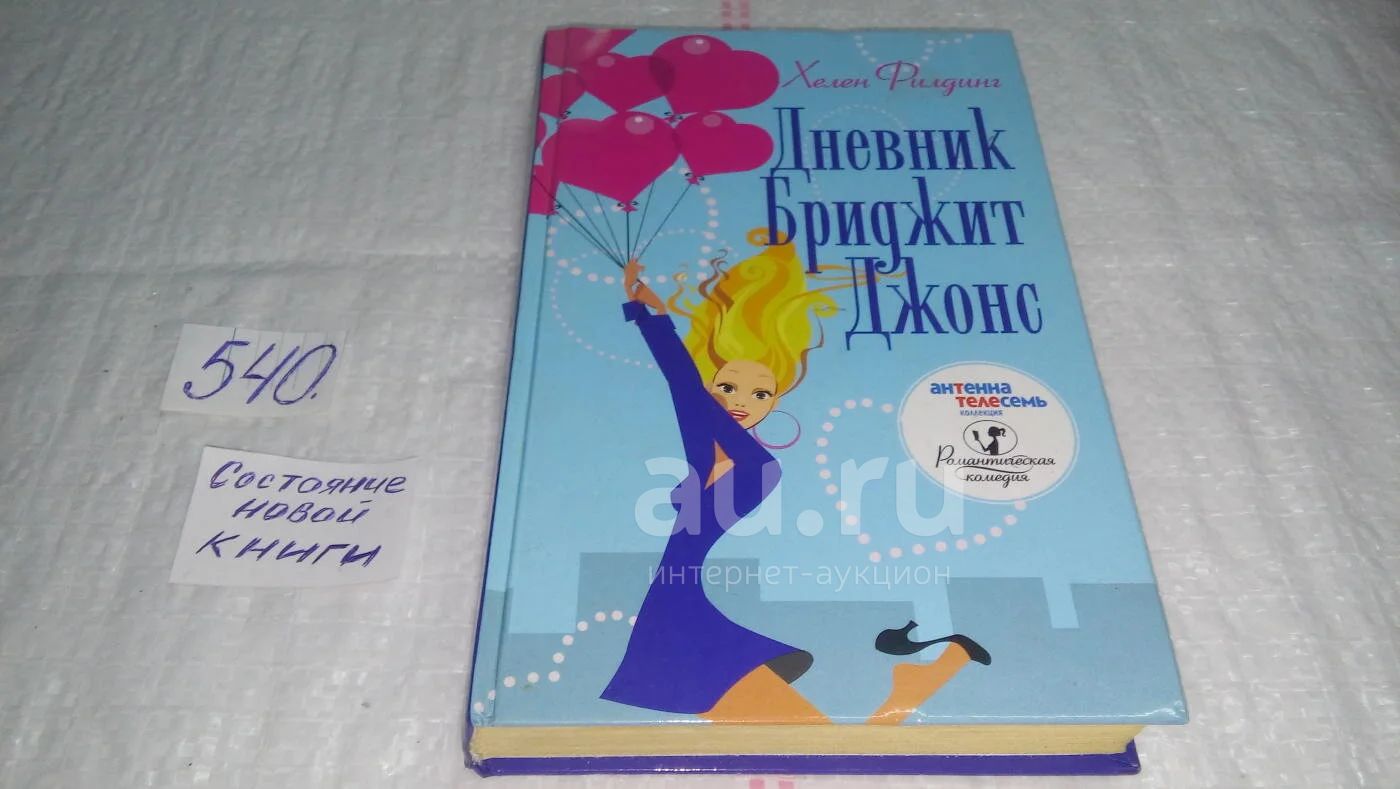 Хелен Филдинг
Дневник
Бриджит
Джонс
антенна
телесемь
коллекция
Романтическая
комедия
540.
Состояние
новой
книги
au.ru
интернет-аукцион